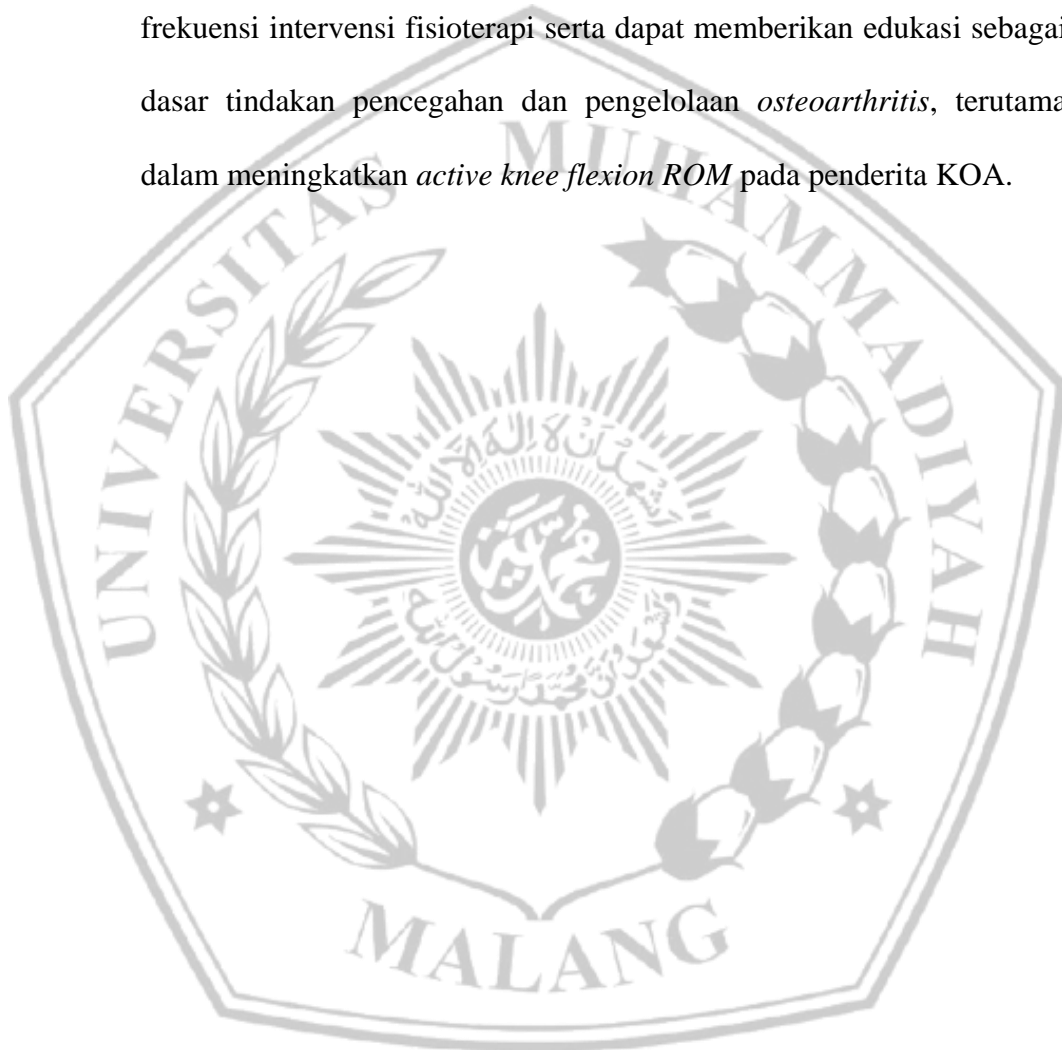 frekuensi intervensi fisioterapi serta dapat memberikan edukasi sebagai
dasar tindakan pencegahan dan pengelolaan osteoarthritis, terutama
dalam meningkatkan active knee flexion ROM pada penderita KOA.
UNIVERSITAS MUHAMMADIYAH
MALANG